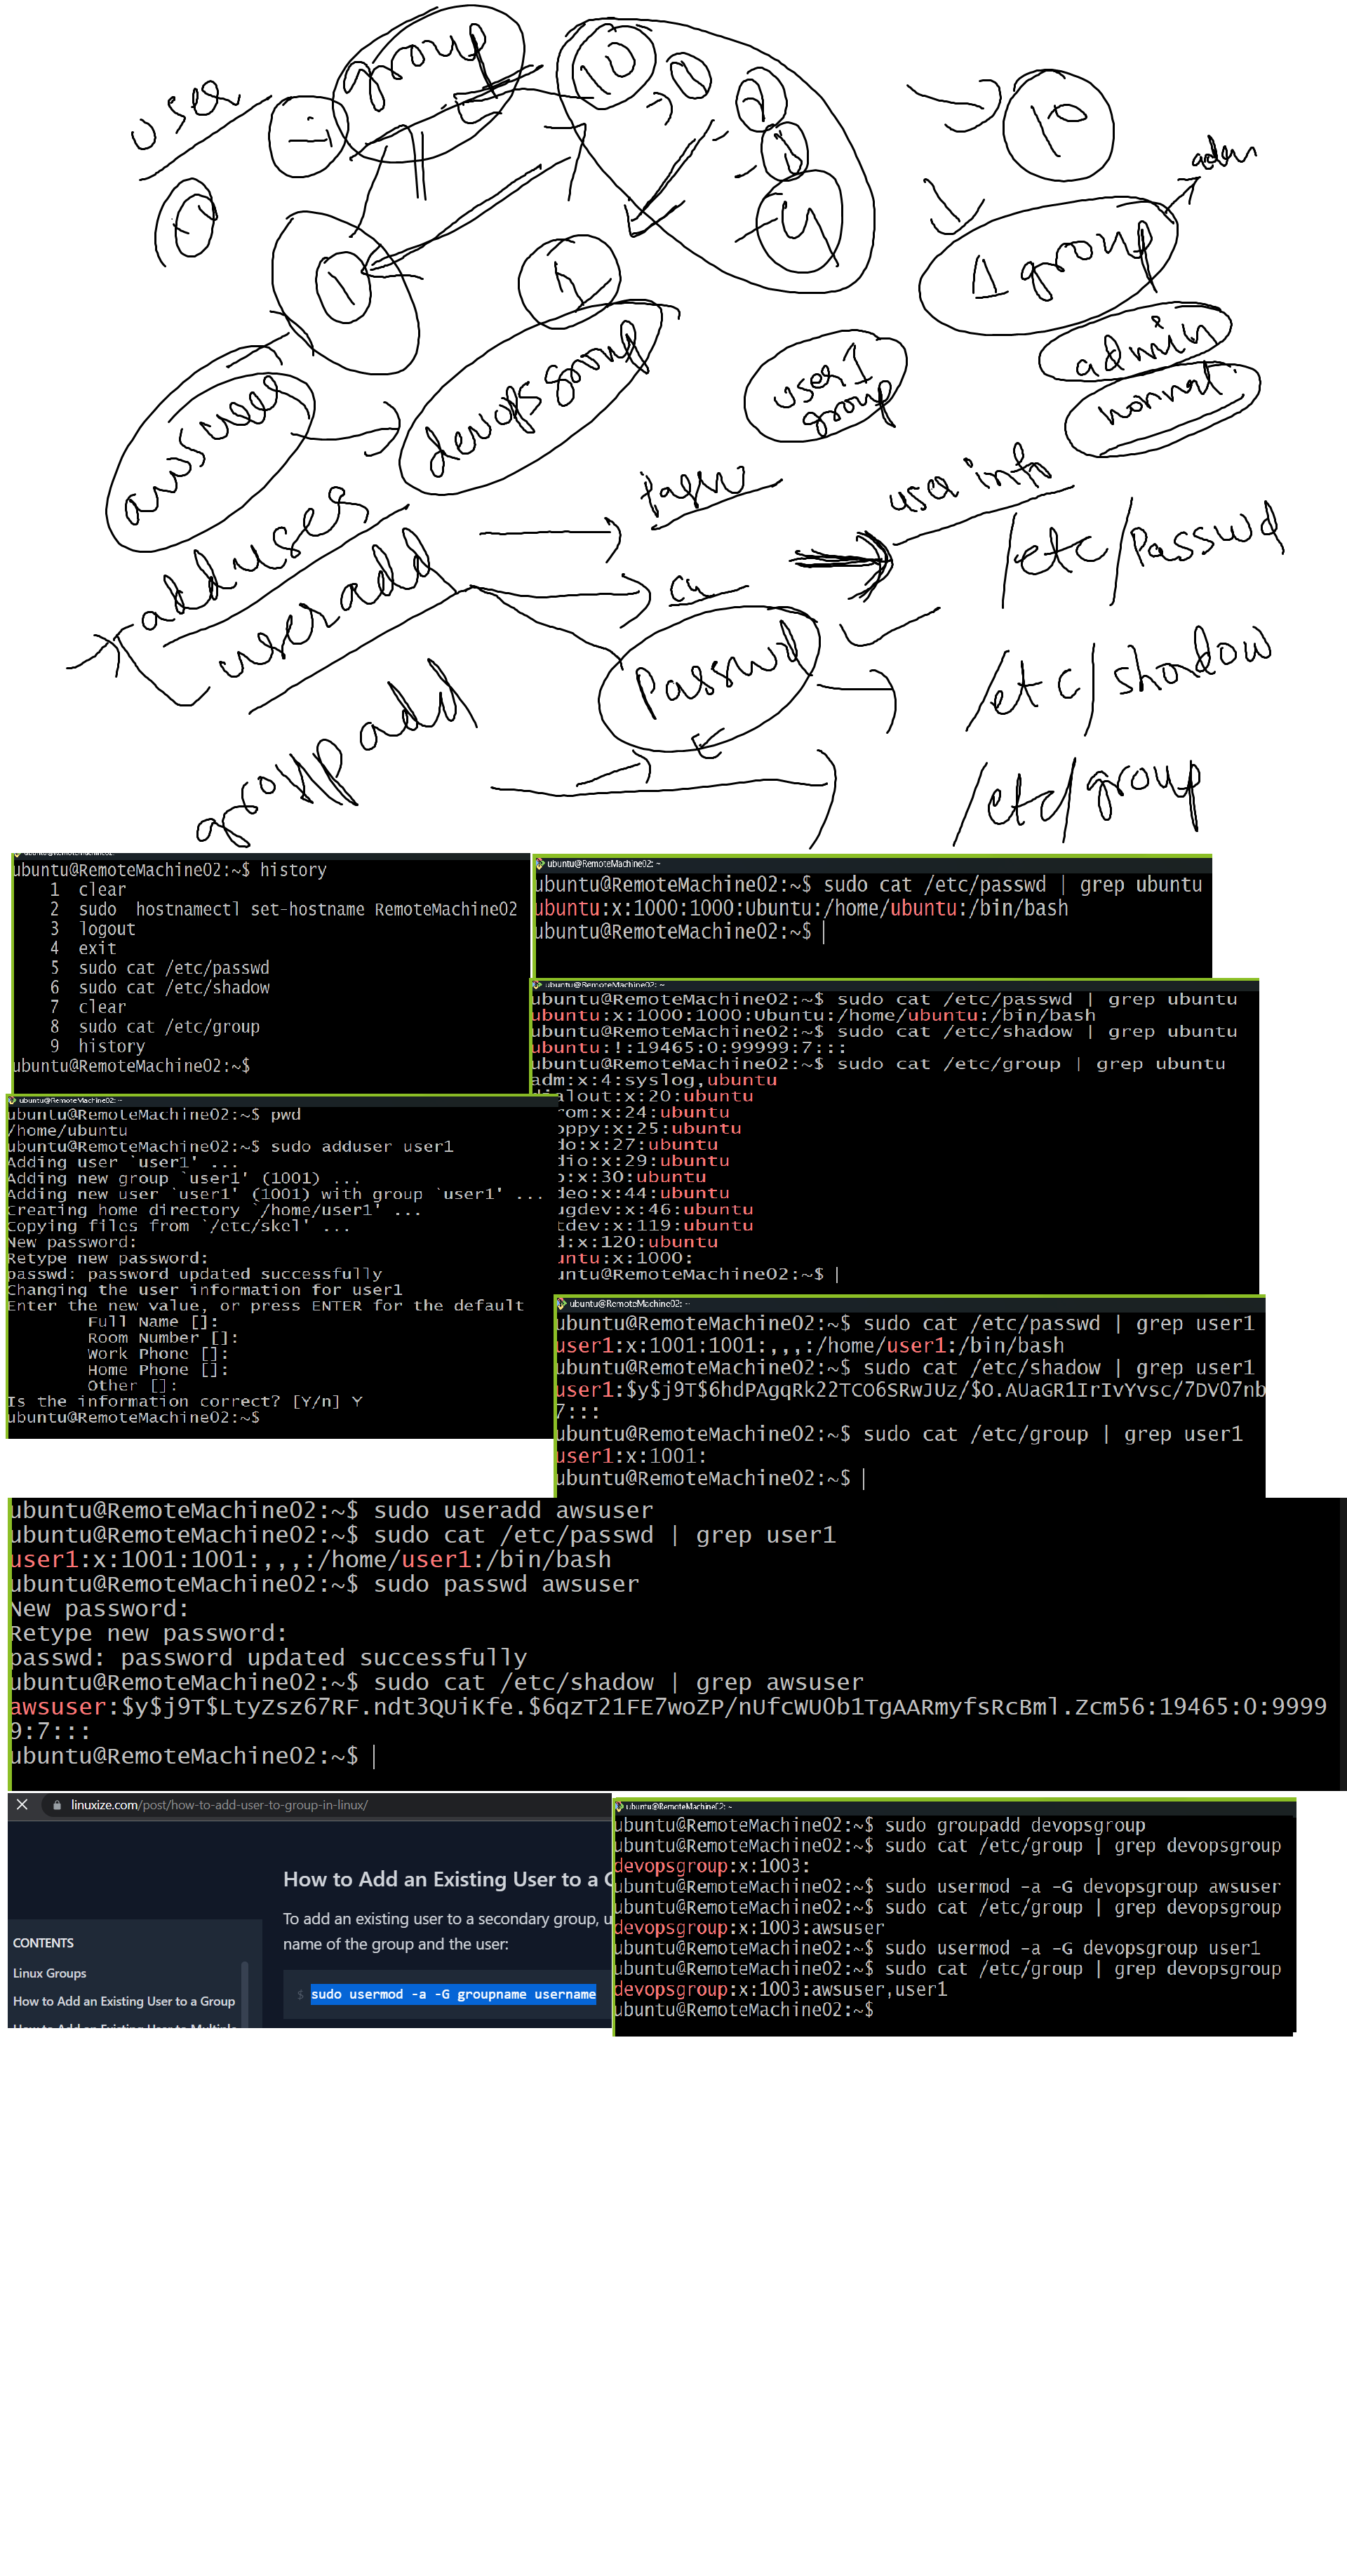 user
group
10
1
2
3
4
10
1
1
1
1 group
admin
normal
user 1
group
awsuser
devopsgroup
adduser
useradd
user info
/etc/Passwd
Passwd
/etc/shadow
groppadd
/etc/group
ubuntu@RemoteMachine02:~$ history
1 clear
2 sudo hostnamectl set-hostname RemoteMachine02
3 logout
4 exit
5 sudo cat /etc/passwd
6 sudo cat /etc/shadow
7 clear
8 sudo cat /etc/group
9 history
ubuntu@RemoteMachine02:~$
ubuntu@RemoteMachine02: ~
ubuntu@RemoteMachine02:~$ sudo cat /etc/passwd | grep ubuntu
ubuntu:x:1000:1000:Ubuntu:/home/ubuntu:/bin/bash
ubuntu@RemoteMachine02:~$
ubuntu@RemoteMachine02: ~
ubuntu@RemoteMachine02:~$ sudo cat /etc/passwd | grep ubuntu
ubuntu:x:1000:1000:Ubuntu:/home/ubuntu:/bin/bash
ubuntu@RemoteMachine02:~$ sudo cat /etc/shadow | grep ubuntu
ubuntu:!:19465:0:99999:7:::
ubuntu@RemoteMachine02:~$ sudo cat /etc/group | grep ubuntu
adm:x:4:syslog,ubuntu
dialout:x:20:ubuntu
rom:x:24:ubuntu
oppy:x:25:ubuntu
do:x:27:ubuntu
dio:x:29:ubuntu
p:x:30:ubuntu
deo:x:44:ubuntu
ugdev:x:46:ubuntu
tdev:x:119:ubuntu
d:x:120:ubuntu
untu:x:1000:
untu@RemoteMachine02:~$
ubuntu@RemoteMachine02: ~
ubuntu@RemoteMachine02:~$ pwd
/home/ubuntu
ubuntu@RemoteMachine02:~$ sudo adduser user1
Adding user `user1' ...
Adding new group `user1' (1001) ...
Adding new user `user1' (1001) with group `user1' ...
Creating home directory `/home/user1' ...
Copying files from `/etc/skel' ...
New password:
Retype new password:
passwd: password updated successfully
Changing the user information for user1
Enter the new value, or press ENTER for the default
Full Name []:
Room Number []:
Work Phone []:
Home Phone []:
Other []:
Is the information correct? [Y/n] Y
ubuntu@RemoteMachine02:~$
ubuntu@RemoteMachine02: ~
ubuntu@RemoteMachine02:~$ sudo cat /etc/passwd | grep user1
user1:x:1001:1001:,,,:/home/user1:/bin/bash
ubuntu@RemoteMachine02:~$ sudo cat /etc/shadow | grep user1
user1:$y$j9T$6hdPAgqRk22TCO6SRwJUz/$O.AUaGR1IrIvYvsc/7DV07nb
7:::
ubuntu@RemoteMachine02:~$ sudo cat /etc/group | grep user1
user1:x:1001:
ubuntu@RemoteMachine02:~$
ubuntu@RemoteMachine02:~$ sudo useradd awsuser
ubuntu@RemoteMachine02:~$ sudo cat /etc/passwd | grep user1
user1:x:1001:1001:,,,:/home/user1:/bin/bash
ubuntu@RemoteMachine02:~$ sudo passwd awsuser
New password:
Retype new password:
passwd: password updated successfully
ubuntu@RemoteMachine02:~$ sudo cat /etc/shadow | grep awsuser
awsuser:$y$j9T$LtyZsz67RF.ndt3QUiKfe.$6qzT21FE7woZP/nUfcWU0b1TgAARmyfsRcBml.Zcm56:19465:0:9999
9:7:::
ubuntu@RemoteMachine02:~$
linuxize.com/post/how-to-add-user-to-group-in-linux/
How to Add an Existing User to a G
To add an existing user to a secondary group, u
name of the group and the user:
$ sudo usermod -a -G groupname username
CONTENTS
Linux Groups
How to Add an Existing User to a Group
How to Add an Existing User to Multiple
ubuntu@RemoteMachine02: ~
ubuntu@RemoteMachine02:~$ sudo groupadd devopsgroup
ubuntu@RemoteMachine02:~$ sudo cat /etc/group | grep devopsgroup
devopsgroup:x:1003:
ubuntu@RemoteMachine02:~$ sudo usermod -a -G devopsgroup awsuser
ubuntu@RemoteMachine02:~$ sudo cat /etc/group | grep devopsgroup
devopsgroup:x:1003:awsuser
ubuntu@RemoteMachine02:~$ sudo usermod -a -G devopsgroup user1
ubuntu@RemoteMachine02:~$ sudo cat /etc/group | grep devopsgroup
devopsgroup:x:1003:awsuser,user1
ubuntu@RemoteMachine02:~$